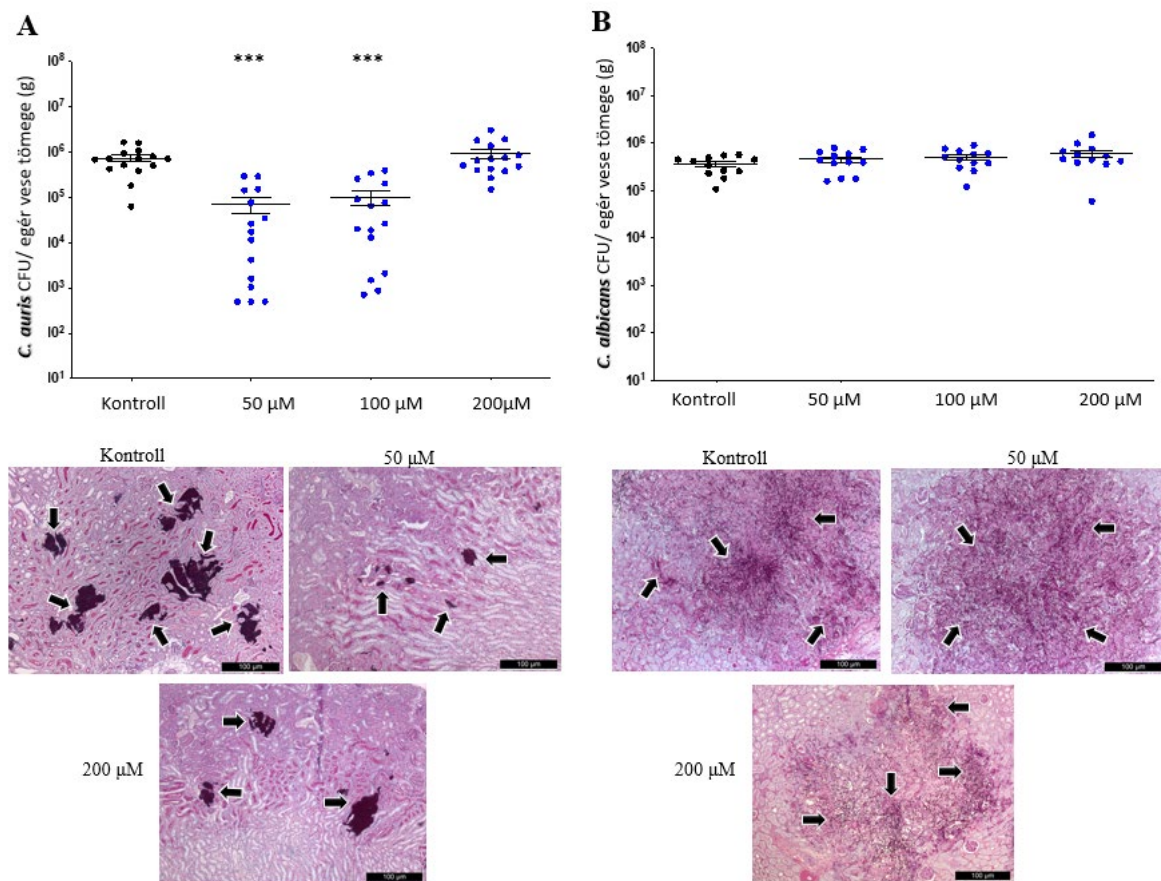 A
C. auris CFU/ egér vese tömege (g)
10⁸
10⁷
10⁶
10⁵
10⁴
10³
10²
10¹
*** ***
Kontroll 50 µM 100 µM 200µM
B
C. albicans CFU/ egér vese tömege (g)
10⁸
10⁷
10⁶
10⁵
10⁴
10³
10²
10¹
Kontroll 50 µM 100 µM 200 µM
Kontroll 50 µM
100 µm 100 µm
200 µM
100 µm
Kontroll 50 µM
100 µm 100 µm
200 µM
100 µm